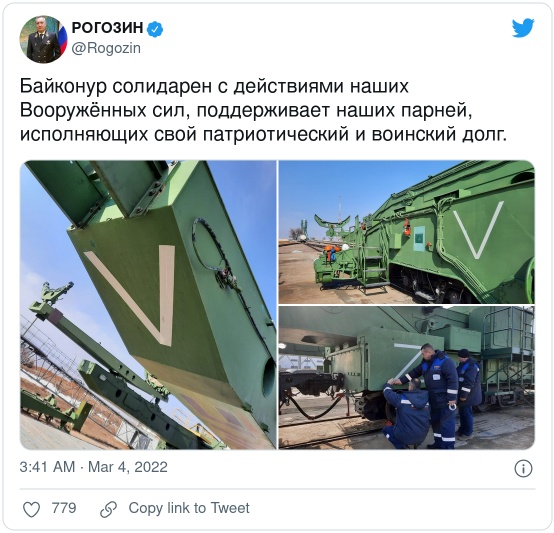 РОГОЗИН
@Rogozin
Байконур солидарен с действиями наших
Вооружённых сил, поддерживает наших парней,
исполняющих свой патриотический и воинский долг.
V
V
V
3:41 AM · Mar 4, 2022
779
Copy link to Tweet